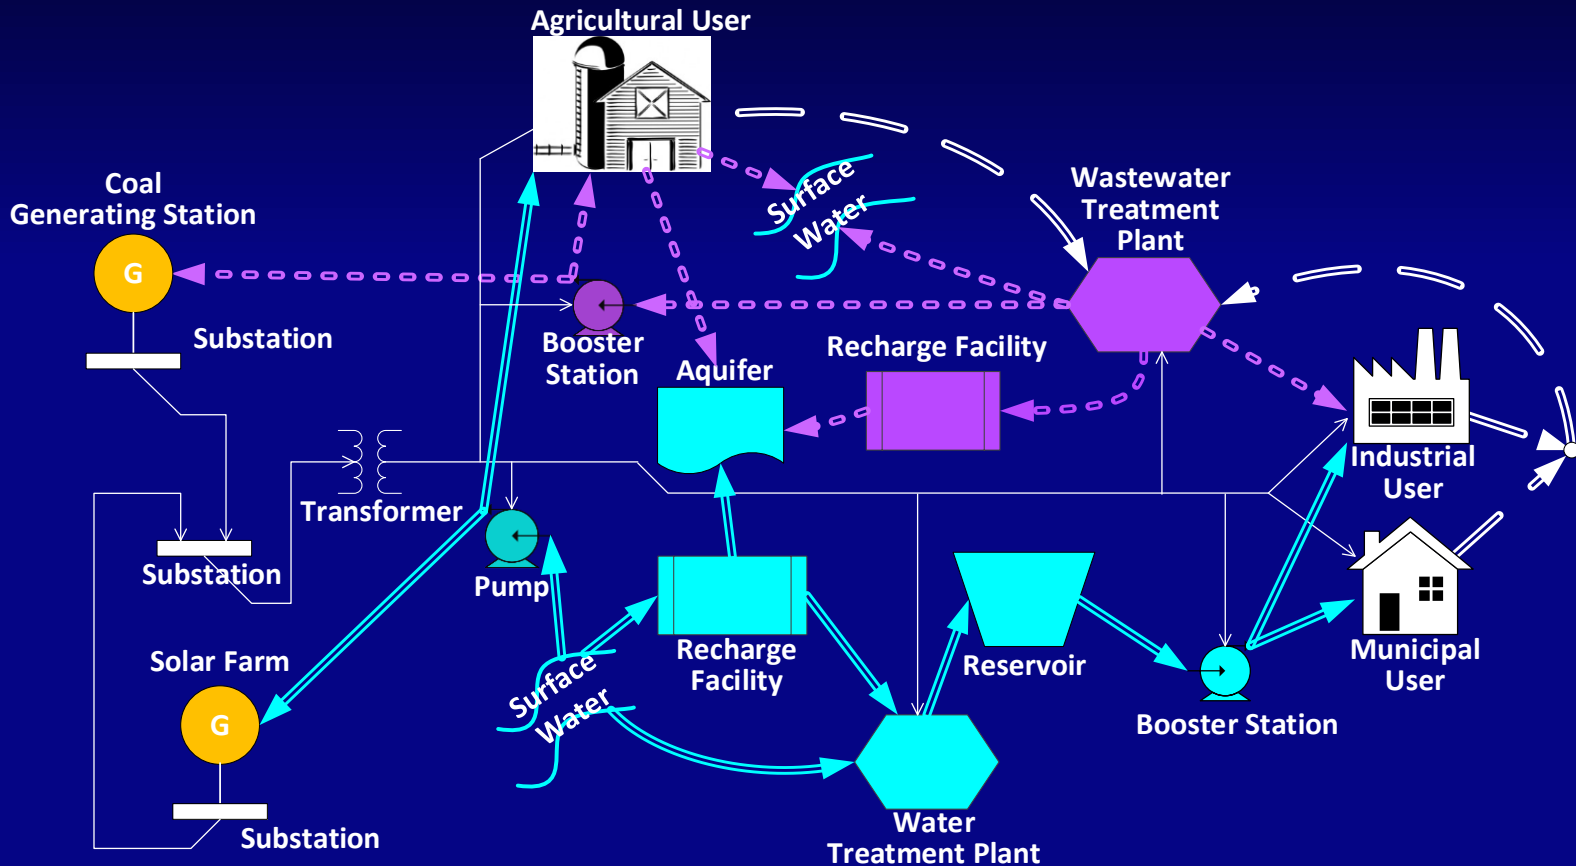 Agricultural User
Coal
Generating Station
G
Substation
Surface
Water
Wastewater
Treatment
Plant
Booster
Station
Aquifer
Recharge Facility
Transformer
Industrial
User
Substation
Pump
Solar Farm
G
Substation
Surface
Water
Recharge
Facility
Reservoir
Municipal
User
Booster Station
Water
Treatment Plant